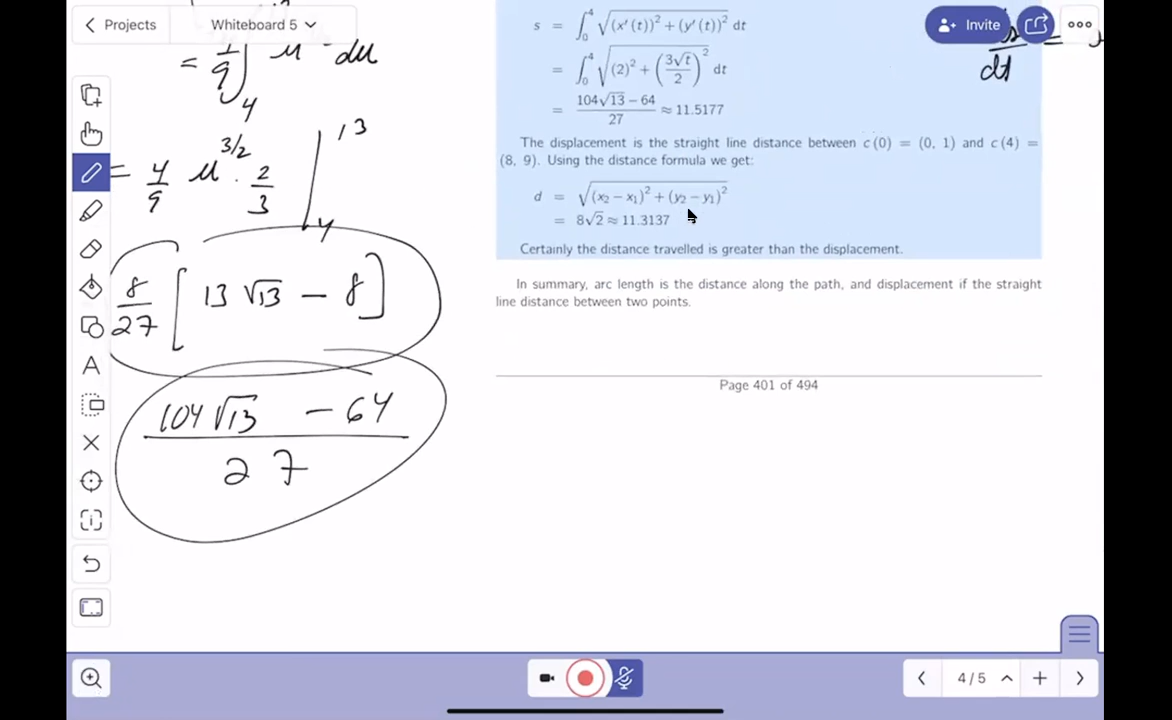 Projects
Whiteboard 5
Invite
= 1/9 ∫ 4 u du
= 4/9 u^{3/2} · 2/3 | 13 4
8/27 [ 13 √13 − 8 ]
104 √13 − 64
27
s = ∫_0^4 √((x′(t))² + (y′(t))²) dt
= ∫_0^4 √((2)² + (3√t/2)²) dt
= (104√13 − 64)/27 ≈ 11.5177
The displacement is the straight line distance between c(0) = (0, 1) and c(4) =
(8, 9). Using the distance formula we get:
d = √((x₂ − x₁)² + (y₂ − y₁)²)
= 8√2 ≈ 11.3137
Certainly the distance travelled is greater than the displacement.
In summary, arc length is the distance along the path, and displacement if the straight
line distance between two points.
Page 401 of 494
dt =
A
4/5